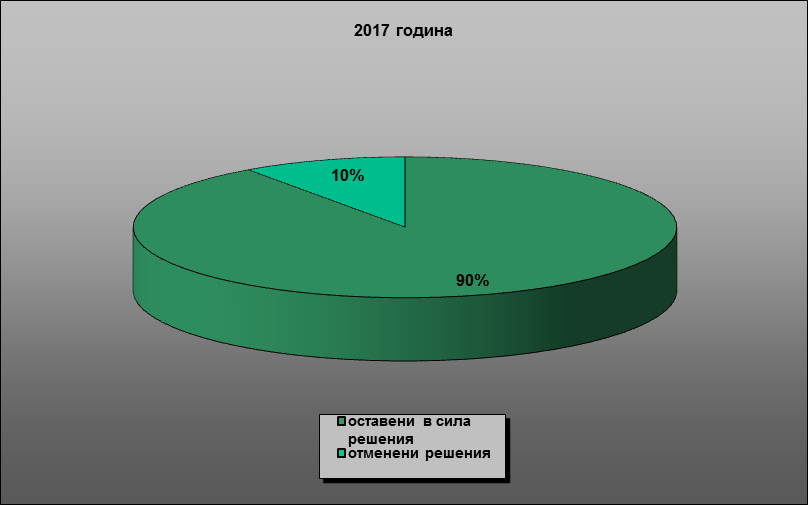 2017 година
10%
90%
оставени в сила
решения
отменени решения